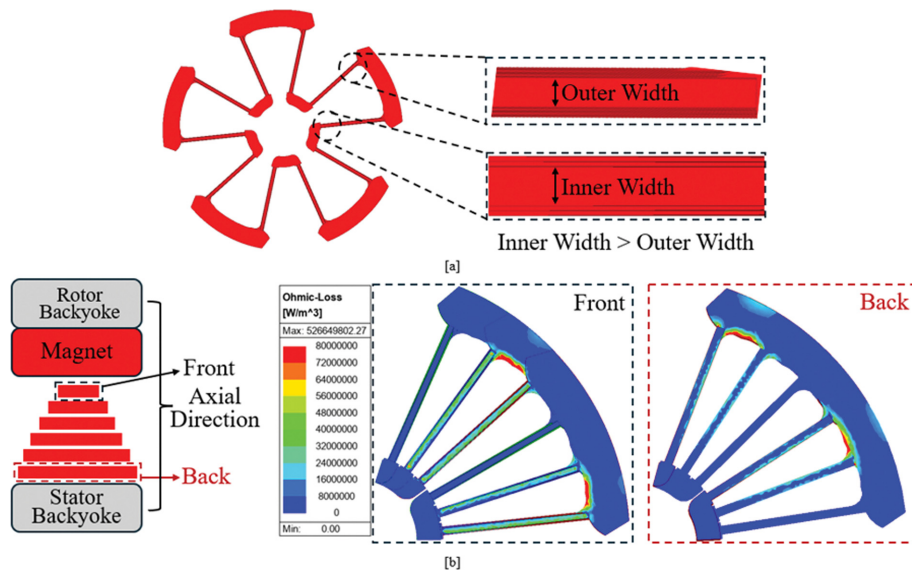 Outer Width
Inner Width
Inner Width > Outer Width
[a]
Rotor
Backyoke
Magnet
Front
Axial
Direction
Back
Stator
Backyoke
Ohmic-Loss
[W/m^3]
Max: 526649802.27
80000000
72000000
64000000
56000000
48000000
40000000
32000000
24000000
16000000
8000000
0
Min: 0.00
Front
Back
[b]